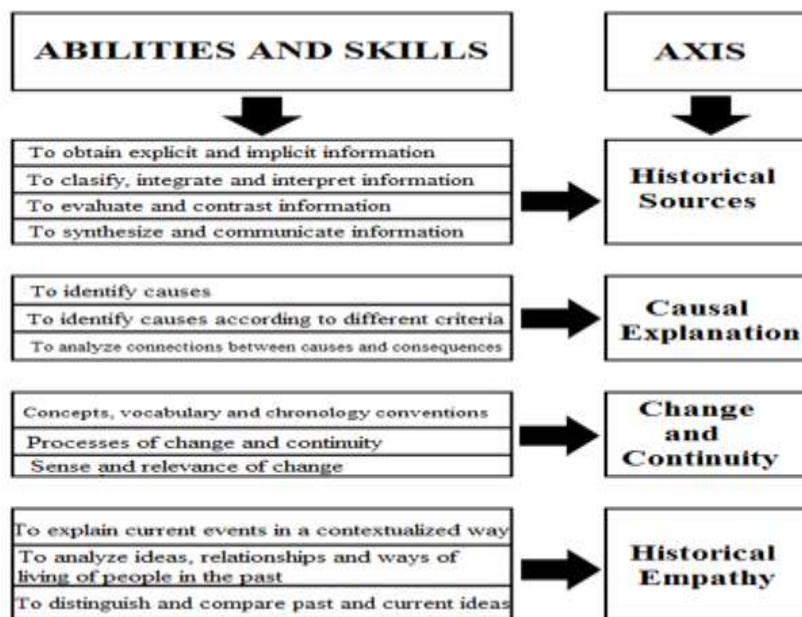 ABILITIES AND SKILLS
AXIS
To obtain explicit and implicit information
To clasify, integrate and interpret information
To evaluate and contrast information
To synthesize and communicate information
Historical
Sources
To identify causes
To identify causes according to different criteria
To analyze connections between causes and consequences
Causal
Explanation
Concepts, vocabulary and chronology conventions
Processes of change and continuity
Sense and relevance of change
Change
and
Continuity
To explain current events in a contextualized way
To analyze ideas, relationships and ways of
living of people in the past
To distinguish and compare past and current ideas
Historical
Empathy